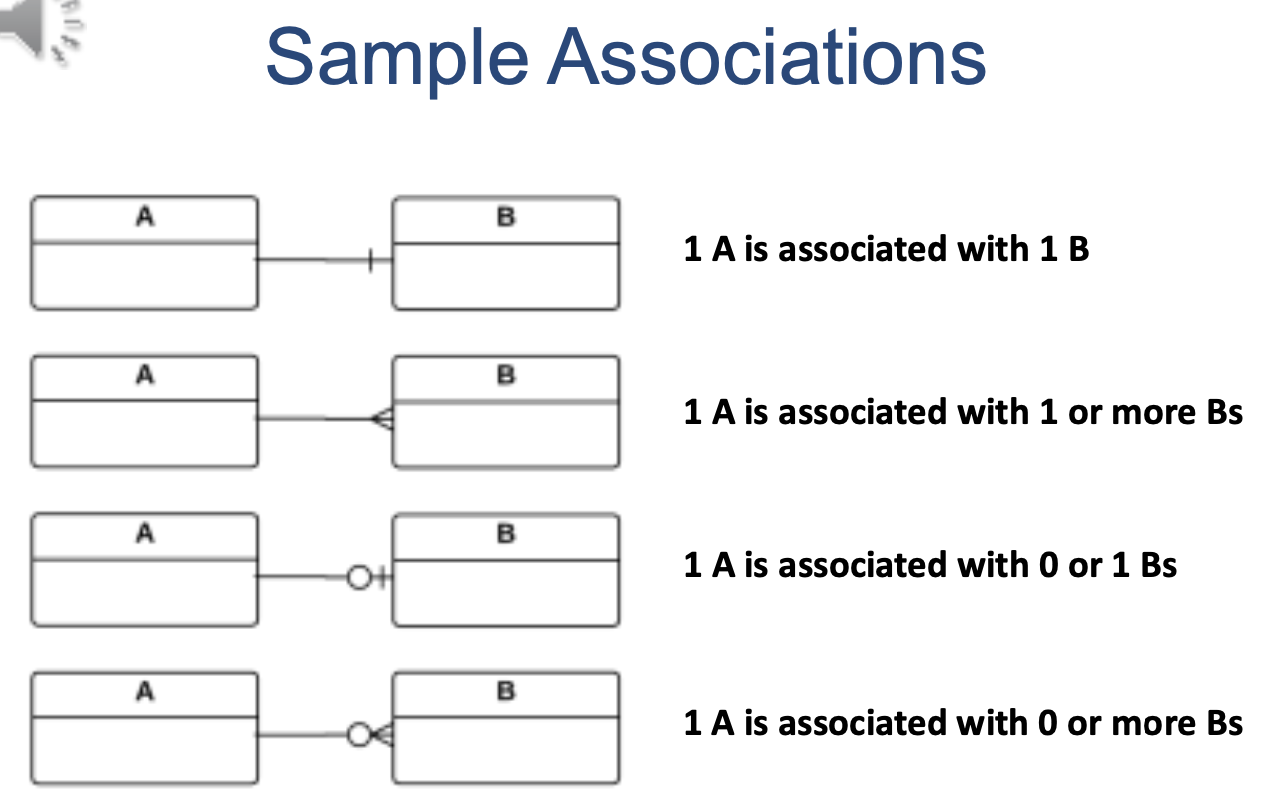 Sample Associations
A B 1 A is associated with 1 B
A B 1 A is associated with 1 or more Bs
A B 1 A is associated with 0 or 1 Bs
A B 1 A is associated with 0 or more Bs